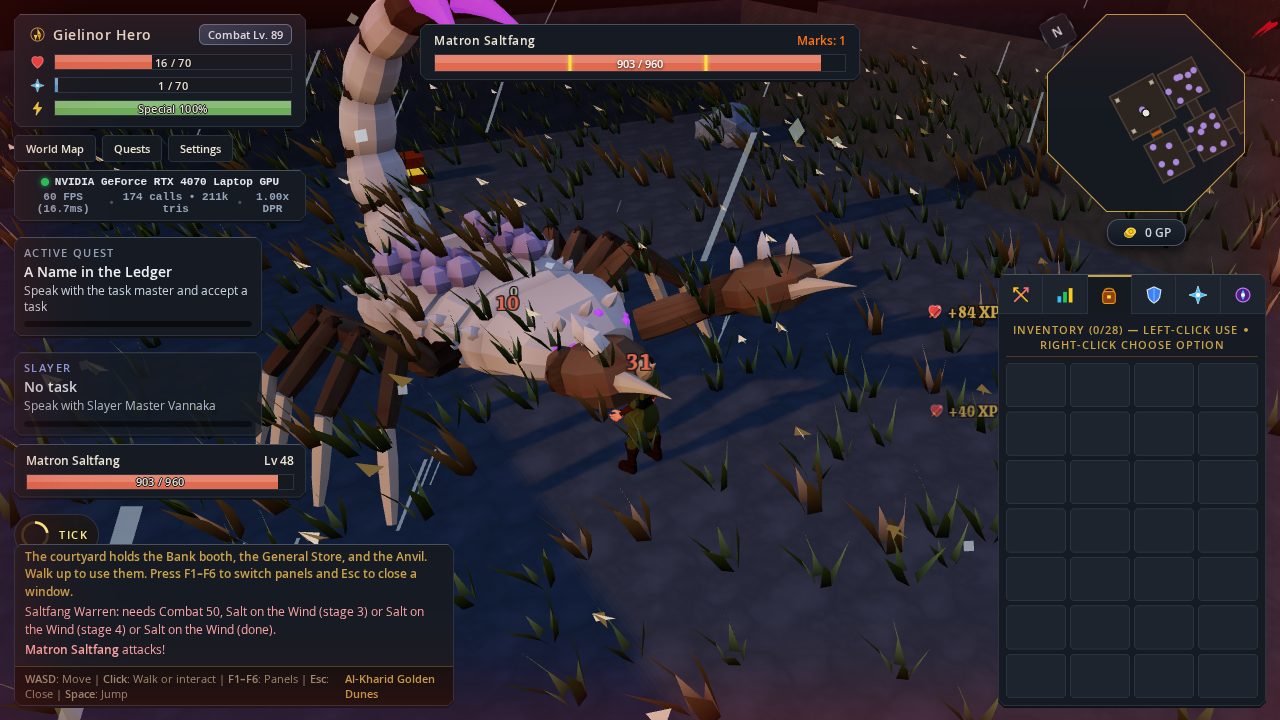 Gielinor Hero
Combat Lv. 89
16 / 70
1 / 70
Special 100%
World Map
Quests
Settings
NVIDIA GeForce RTX 4070 Laptop GPU
60 FPS (16.7ms) • 174 calls • 211k tris • 1.00x DPR
ACTIVE QUEST
A Name in the Ledger
Speak with the task master and accept a
task
SLAYER
No task
Speak with Slayer Master Vannaka
Matron Saltfang
Lv 48
903 / 960
TICK
The courtyard holds the Bank booth, the General Store, and the Anvil.
Walk up to use them. Press F1–F6 to switch panels and Esc to close a
window.
Saltfang Warren: needs Combat 50, Salt on the Wind (stage 3) or Salt on
the Wind (stage 4) or Salt on the Wind (done).
Matron Saltfang attacks!
WASD: Move | Click: Walk or interact | F1–F6: Panels | Esc:
Close | Space: Jump
Al-Kharid Golden
Dunes
Matron Saltfang
Marks: 1
903 / 960
10
0
31
+84 XP
+40 XP
N
0 GP
INVENTORY (0/28) — LEFT-CLICK USE •
RIGHT-CLICK CHOOSE OPTION